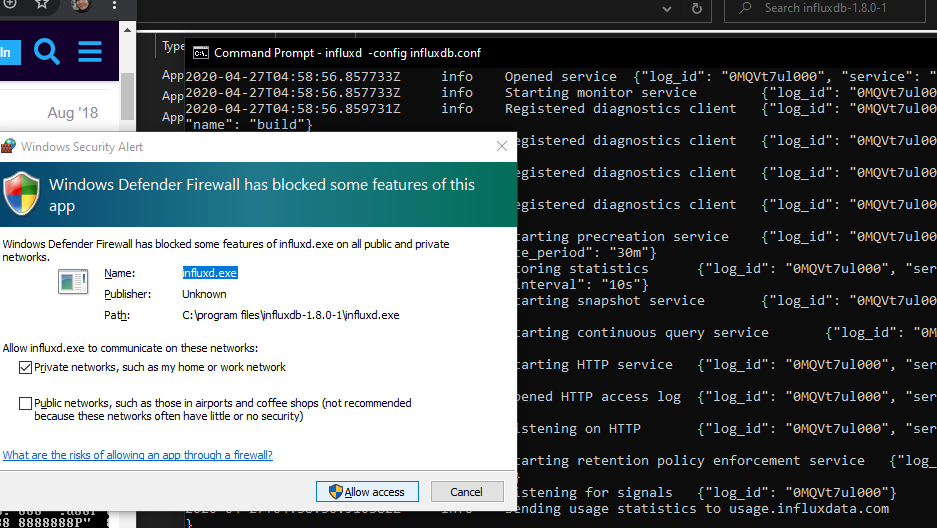 Search influxdb-1.8.0-1
In
Aug '18
Type
App
App
App
Command Prompt - influxd  -config influxdb.conf
2020-04-27T04:58:56.857733Z     info    Opened service  {"log_id": "0MQVt7ul000", "service": "
2020-04-27T04:58:56.858733Z     info    Starting monitor service        {"log_id": "0MQVt7ul00
2020-04-27T04:58:56.859731Z     info    Registered diagnostics client   {"log_id": "0MQVt7ul00
"name": "build"}
egistered diagnostics client   {"log_id": "0MQVt7ul00
egistered diagnostics client   {"log_id": "0MQVt7ul00
egistered diagnostics client   {"log_id": "0MQVt7ul00
tarting precreation service    {"log_id": "0MQVt7ul00
ce_period": "30m"}
toring statistics      {"log_id": "0MQVt7ul000", "ser
interval": "10s"}
tarting snapshot service       {"log_id": "0MQVt7ul00
tarting continuous query service       {"log_id": "0M
tarting HTTP service   {"log_id": "0MQVt7ul000", "ser
pened HTTP access log  {"log_id": "0MQVt7ul000", "ser
istening on HTTP       {"log_id": "0MQVt7ul000", "ser
tarting retention policy enforcement service   {"log_
istening for signals   {"log_id": "0MQVt7ul000"}
Sending usage statistics to usage.influxdata.com
}
Windows Security Alert
Windows Defender Firewall has blocked some features of this
app
Windows Defender Firewall has blocked some features of influxd.exe on all public and private
networks.
Name: influxd.exe
Publisher: Unknown
Path: C:\program files\influxdb-1.8.0-1\influxd.exe
Allow influxd.exe to communicate on these networks:
Private networks, such as my home or work network
Public networks, such as those in airports and coffee shops (not recommended
because these networks often have little or no security)
What are the risks of allowing an app through a firewall?
Allow access
Cancel
88 8888888P"